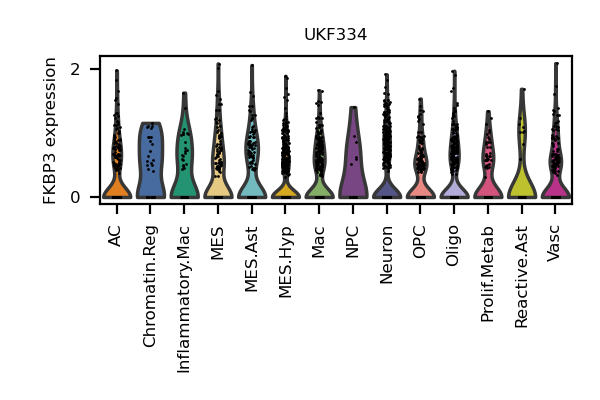 UKF334
FKBP3 expression
2
0
AC
Chromatin.Reg
Inflammatory.Mac
MES
MES.Ast
MES.Hyp
Mac
NPC
Neuron
OPC
Oligo
Prolif.Metab
Reactive.Ast
Vasc